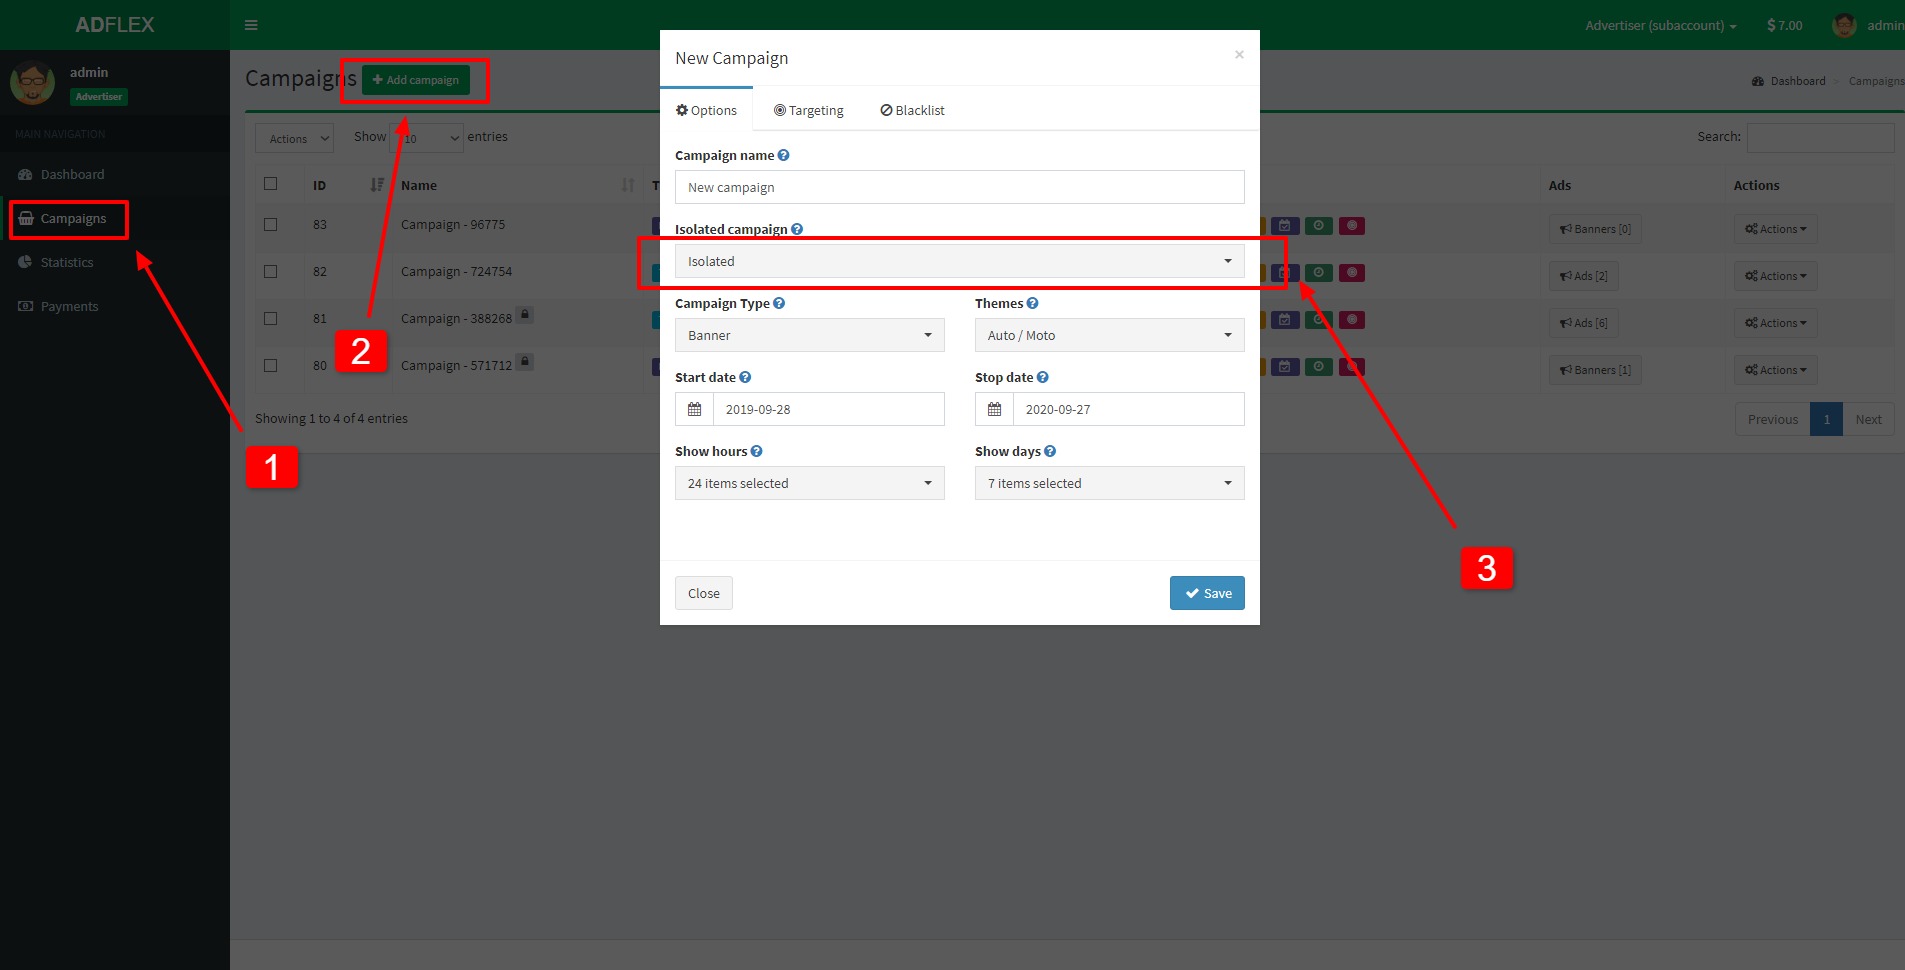 ADFLEX
Advertiser (subaccount)
$ 7.00
admin
admin
Advertiser
MAIN NAVIGATION
Dashboard
Campaigns
Statistics
Payments
Campaigns
Add campaign
Dashboard > Campaigns
Actions
Show 10 entries
Search:
ID
Name
T
Ads
Actions
83
Campaign - 96775
Banners [0]
Actions
82
Campaign - 724754
Ads [2]
Actions
81
Campaign - 388268
Ads [6]
Actions
80
Campaign - 571712
Banners [1]
Actions
Showing 1 to 4 of 4 entries
Previous
1
Next
New Campaign
×
Options
Targeting
Blacklist
Campaign name
New campaign
Isolated campaign
Isolated
Campaign Type
Themes
Banner
Auto / Moto
Start date
Stop date
2019-09-28
2020-09-27
Show hours
Show days
24 items selected
7 items selected
Close
Save
1
2
3